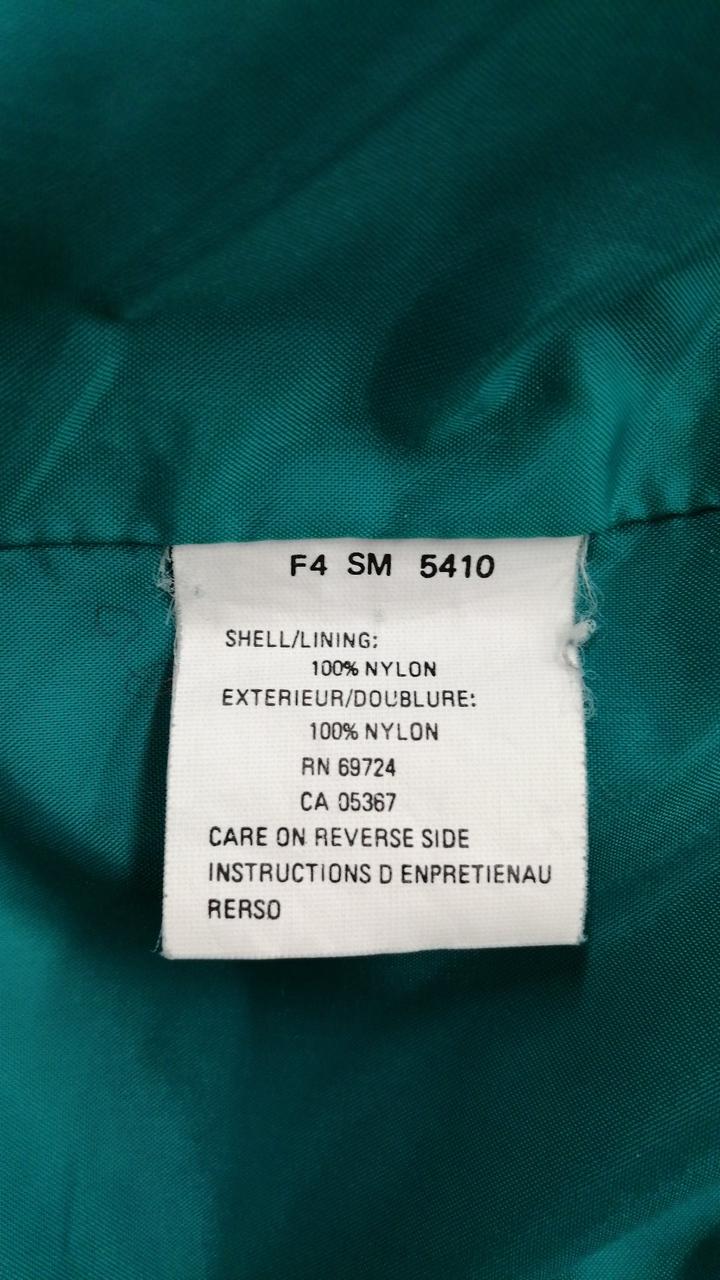 F4 SM 5410
SHELL/LINING:
100% NYLON
EXTERIEUR/DOUBLURE:
100% NYLON
RN 69724
CA 05367
CARE ON REVERSE SIDE
INSTRUCTIONS D ENPRETIENAU
RERSO